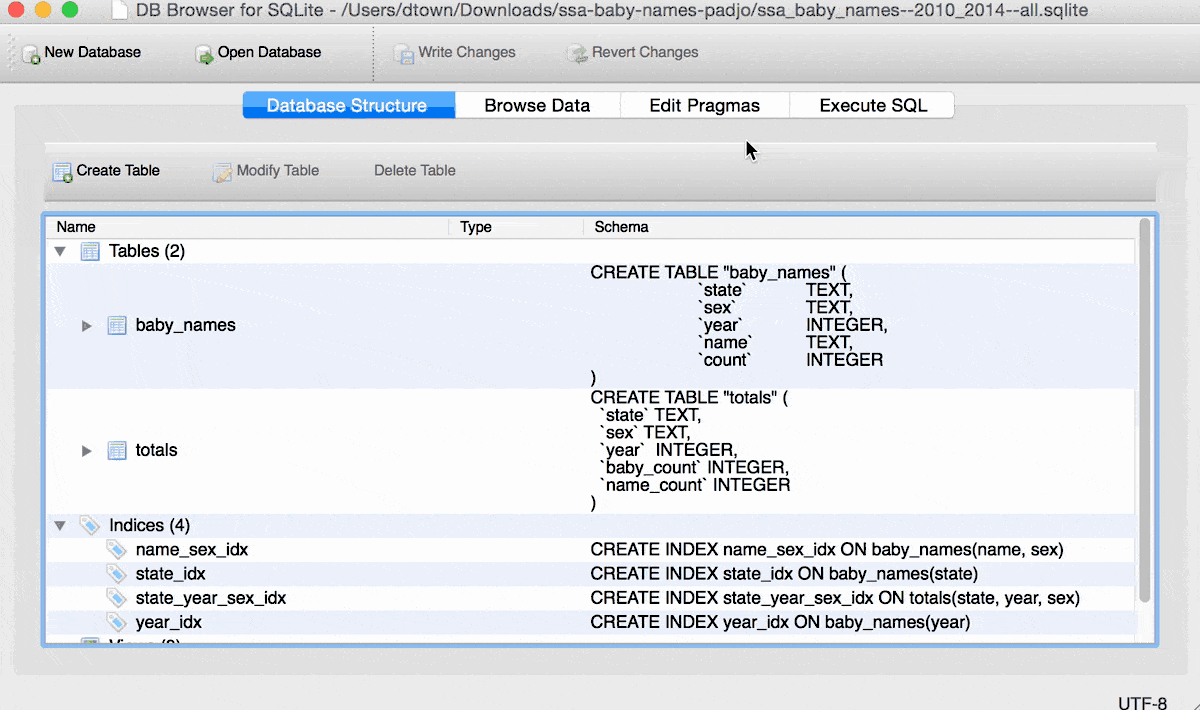 DB Browser for SQLite - /Users/dtown/Downloads/ssa-baby-names-padjo/ssa_baby_names--2010_2014--all.sqlite
New Database Open Database Write Changes Revert Changes
Database Structure Browse Data Edit Pragmas Execute SQL
Create Table Modify Table Delete Table
Name Type Schema
Tables (2)
baby_names
CREATE TABLE "baby_names" (
`state` TEXT,
`sex` TEXT,
`year` INTEGER,
`name` TEXT,
`count` INTEGER
)
totals
CREATE TABLE "totals" (
`state` TEXT,
`sex` TEXT,
`year` INTEGER,
`baby_count` INTEGER,
`name_count` INTEGER
)
Indices (4)
name_sex_idx CREATE INDEX name_sex_idx ON baby_names(name, sex)
state_idx CREATE INDEX state_idx ON baby_names(state)
state_year_sex_idx CREATE INDEX state_year_sex_idx ON totals(state, year, sex)
year_idx CREATE INDEX year_idx ON baby_names(year)
UTF-8